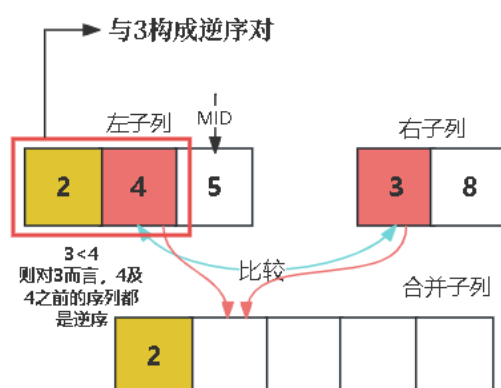 与3构成逆序对
左子列
MID
右子列
2 4 5
3 8
3<4
则对3而言，4及
4之前的序列都
是逆序
比较
合并子列
2